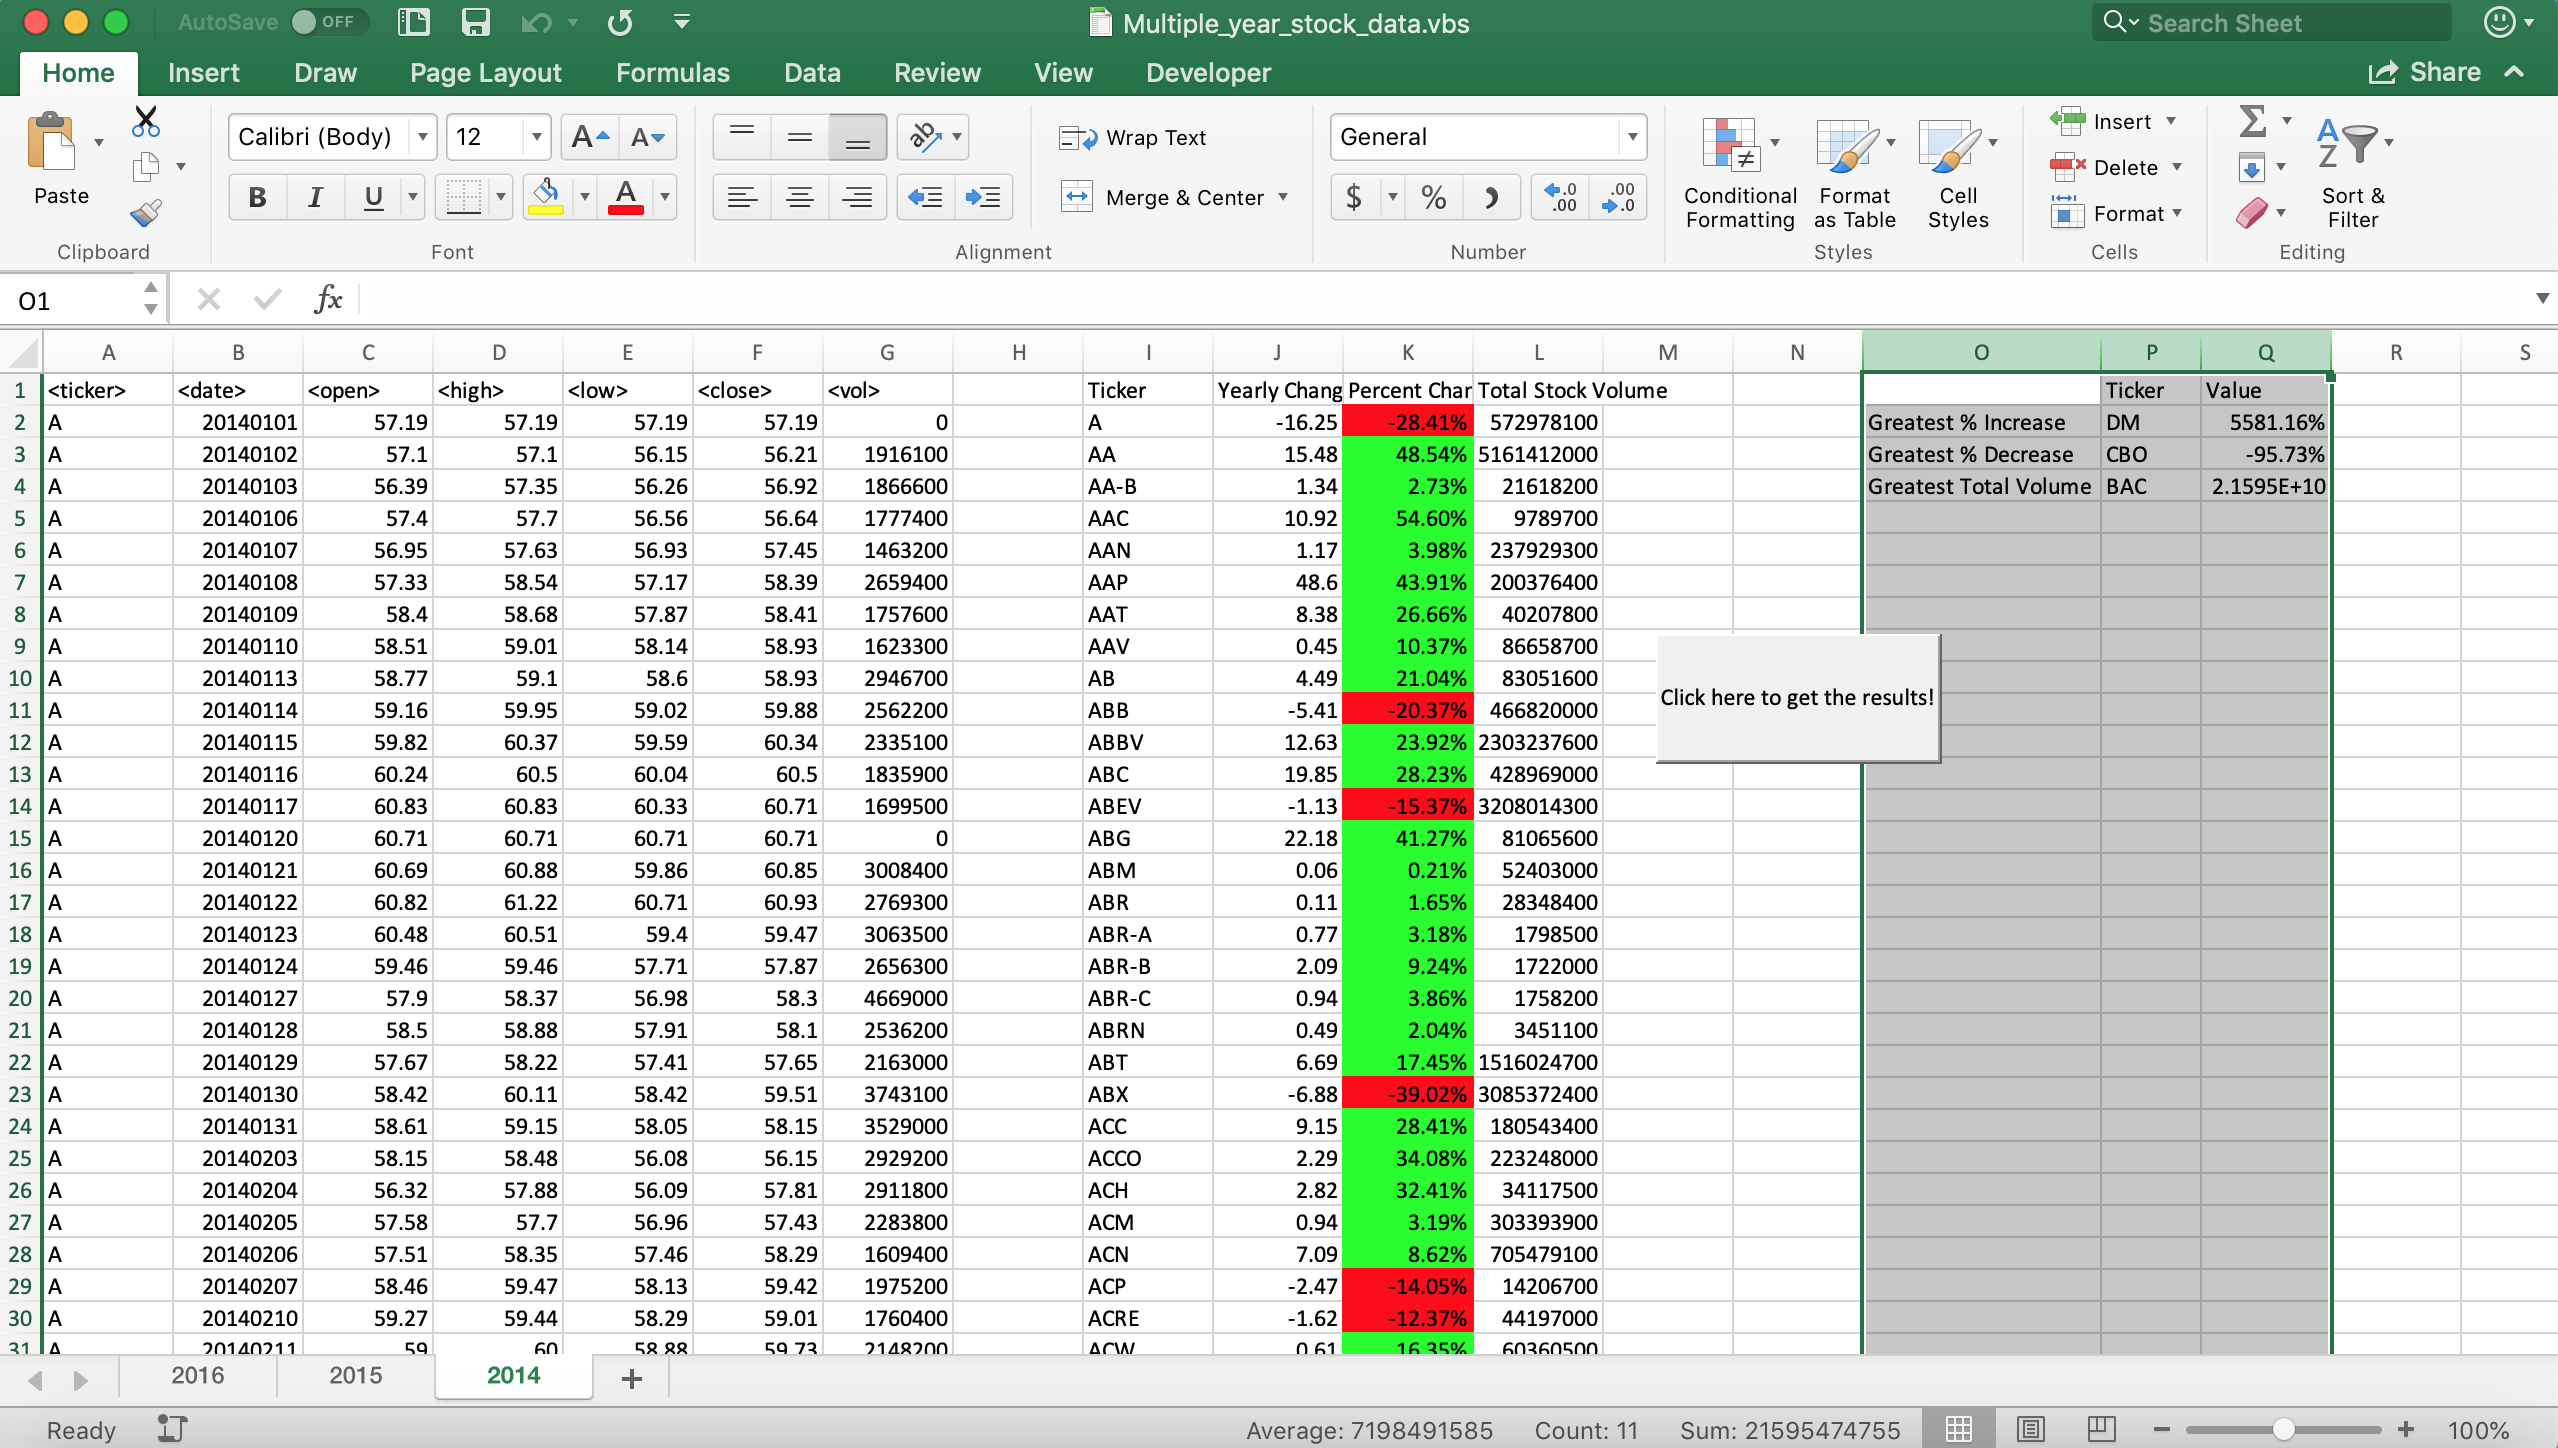 AutoSave OFF Multiple_year_stock_data.vbs Search Sheet
Home Insert Draw Page Layout Formulas Data Review View Developer Share
Calibri (Body) 12 A A ab Wrap Text General Insert
Paste B I U A Merge & Center $ % .0 .00 .00 .0 Conditional Formatting Format as Table Cell Styles Delete Format Sort & Filter
Clipboard Font Alignment Number Styles Cells Editing
O1 fx
A B C D E F G H I J K L M N O P Q R S
1 <ticker> <date> <open> <high> <low> <close> <vol> Ticker Yearly Chang Percent Char Total Stock Volume Ticker Value
2 A 20140101 57.19 57.19 57.19 57.19 0 A -16.25 -28.41% 572978100 Greatest % Increase DM 5581.16%
3 A 20140102 57.1 57.1 56.15 56.21 1916100 AA 15.48 48.54% 5161412000 Greatest % Decrease CBO -95.73%
4 A 20140103 56.39 57.35 56.26 56.92 1866600 AA-B 1.34 2.73% 21618200 Greatest Total Volume BAC 2.1595E+10
5 A 20140106 57.4 57.7 56.56 56.64 1777400 AAC 10.92 54.60% 9789700
6 A 20140107 56.95 57.63 56.93 57.45 1463200 AAN 1.17 3.98% 237929300
7 A 20140108 57.33 58.54 57.17 58.39 2659400 AAP 48.6 43.91% 200376400
8 A 20140109 58.4 58.68 57.87 58.41 1757600 AAT 8.38 26.66% 40207800
9 A 20140110 58.51 59.01 58.14 58.93 1623300 AAV 0.45 10.37% 86658700
10 A 20140113 58.77 59.1 58.6 58.93 2946700 AB 4.49 21.04% 83051600
Click here to get the results!
11 A 20140114 59.16 59.95 59.02 59.88 2562200 ABB -5.41 -20.37% 466820000
12 A 20140115 59.82 60.37 59.59 60.34 2335100 ABBV 12.63 23.92% 2303237600
13 A 20140116 60.24 60.5 60.04 60.5 1835900 ABC 19.85 28.23% 428969000
14 A 20140117 60.83 60.83 60.33 60.71 1699500 ABEV -1.13 -15.37% 3208014300
15 A 20140120 60.71 60.71 60.71 60.71 0 ABG 22.18 41.27% 81065600
16 A 20140121 60.69 60.88 59.86 60.85 3008400 ABM 0.06 0.21% 52403000
17 A 20140122 60.82 61.22 60.71 60.93 2769300 ABR 0.11 1.65% 28348400
18 A 20140123 60.48 60.51 59.4 59.47 3063500 ABR-A 0.77 3.18% 1798500
19 A 20140124 59.46 59.46 57.71 57.87 2656300 ABR-B 2.09 9.24% 1722000
20 A 20140127 57.9 58.37 56.98 58.3 4669000 ABR-C 0.94 3.86% 1758200
21 A 20140128 58.5 58.88 57.91 58.1 2536200 ABRN 0.49 2.04% 3451100
22 A 20140129 57.67 58.22 57.41 57.65 2163000 ABT 6.69 17.45% 1516024700
23 A 20140130 58.42 60.11 58.42 59.51 3743100 ABX -6.88 -39.02% 3085372400
24 A 20140131 58.61 59.15 58.05 58.15 3529000 ACC 9.15 28.41% 180543400
25 A 20140203 58.15 58.48 56.08 56.15 2929200 ACCO 2.29 34.08% 223248000
26 A 20140204 56.32 57.88 56.09 57.81 2911800 ACH 2.82 32.41% 34117500
27 A 20140205 57.58 57.7 56.96 57.43 2283800 ACM 0.94 3.19% 303393900
28 A 20140206 57.51 58.35 57.46 58.29 1609400 ACN 7.09 8.62% 705479100
29 A 20140207 58.46 59.47 58.13 59.42 1975200 ACP -2.47 -14.05% 14206700
30 A 20140210 59.27 59.44 58.29 59.01 1760400 ACRE -1.62 -12.37% 44197000
31 A 20140211 59 60 58.88 59.73 2148200 ACW 0.61 16.35% 60360500
2016 2015 2014 +
Ready Average: 7198491585 Count: 11 Sum: 21595474755 100%